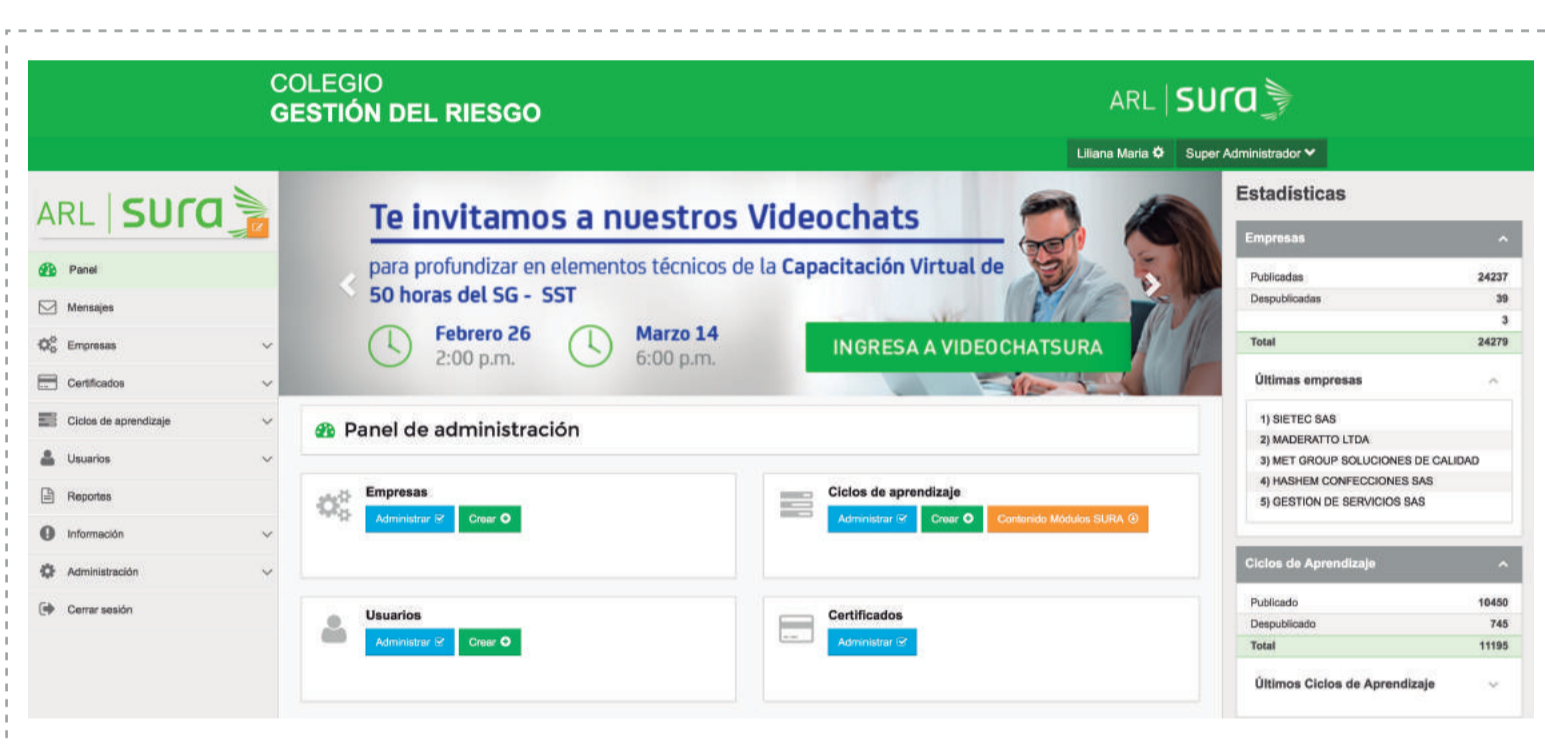 COLEGIO
GESTIÓN DEL RIESGO
ARL | sura
Liliana Maria
Super Administrador
ARL | sura
Panel
Mensajes
Empresas
Certificados
Ciclos de aprendizaje
Usuarios
Reportes
Información
Administración
Cerrar sesión
Te invitamos a nuestros Videochats
para profundizar en elementos técnicos de la Capacitación Virtual de
50 horas del SG - SST
Febrero 26
2:00 p.m.
Marzo 14
6:00 p.m.
INGRESA A VIDEOCHATSURA
Panel de administración
Empresas
Administrar
Crear
Ciclos de aprendizaje
Administrar
Crear
Contenido Módulos SURA
Usuarios
Administrar
Crear
Certificados
Administrar
Estadísticas
Empresas
Publicadas 24237
Despublicadas 39
3
Total 24279
Últimas empresas
1) SIETEC SAS
2) MADERATTO LTDA
3) MET GROUP SOLUCIONES DE CALIDAD
4) HASHEM CONFECCIONES SAS
5) GESTION DE SERVICIOS SAS
Ciclos de Aprendizaje
Publicado 10450
Despublicado 745
Total 11195
Últimos Ciclos de Aprendizaje